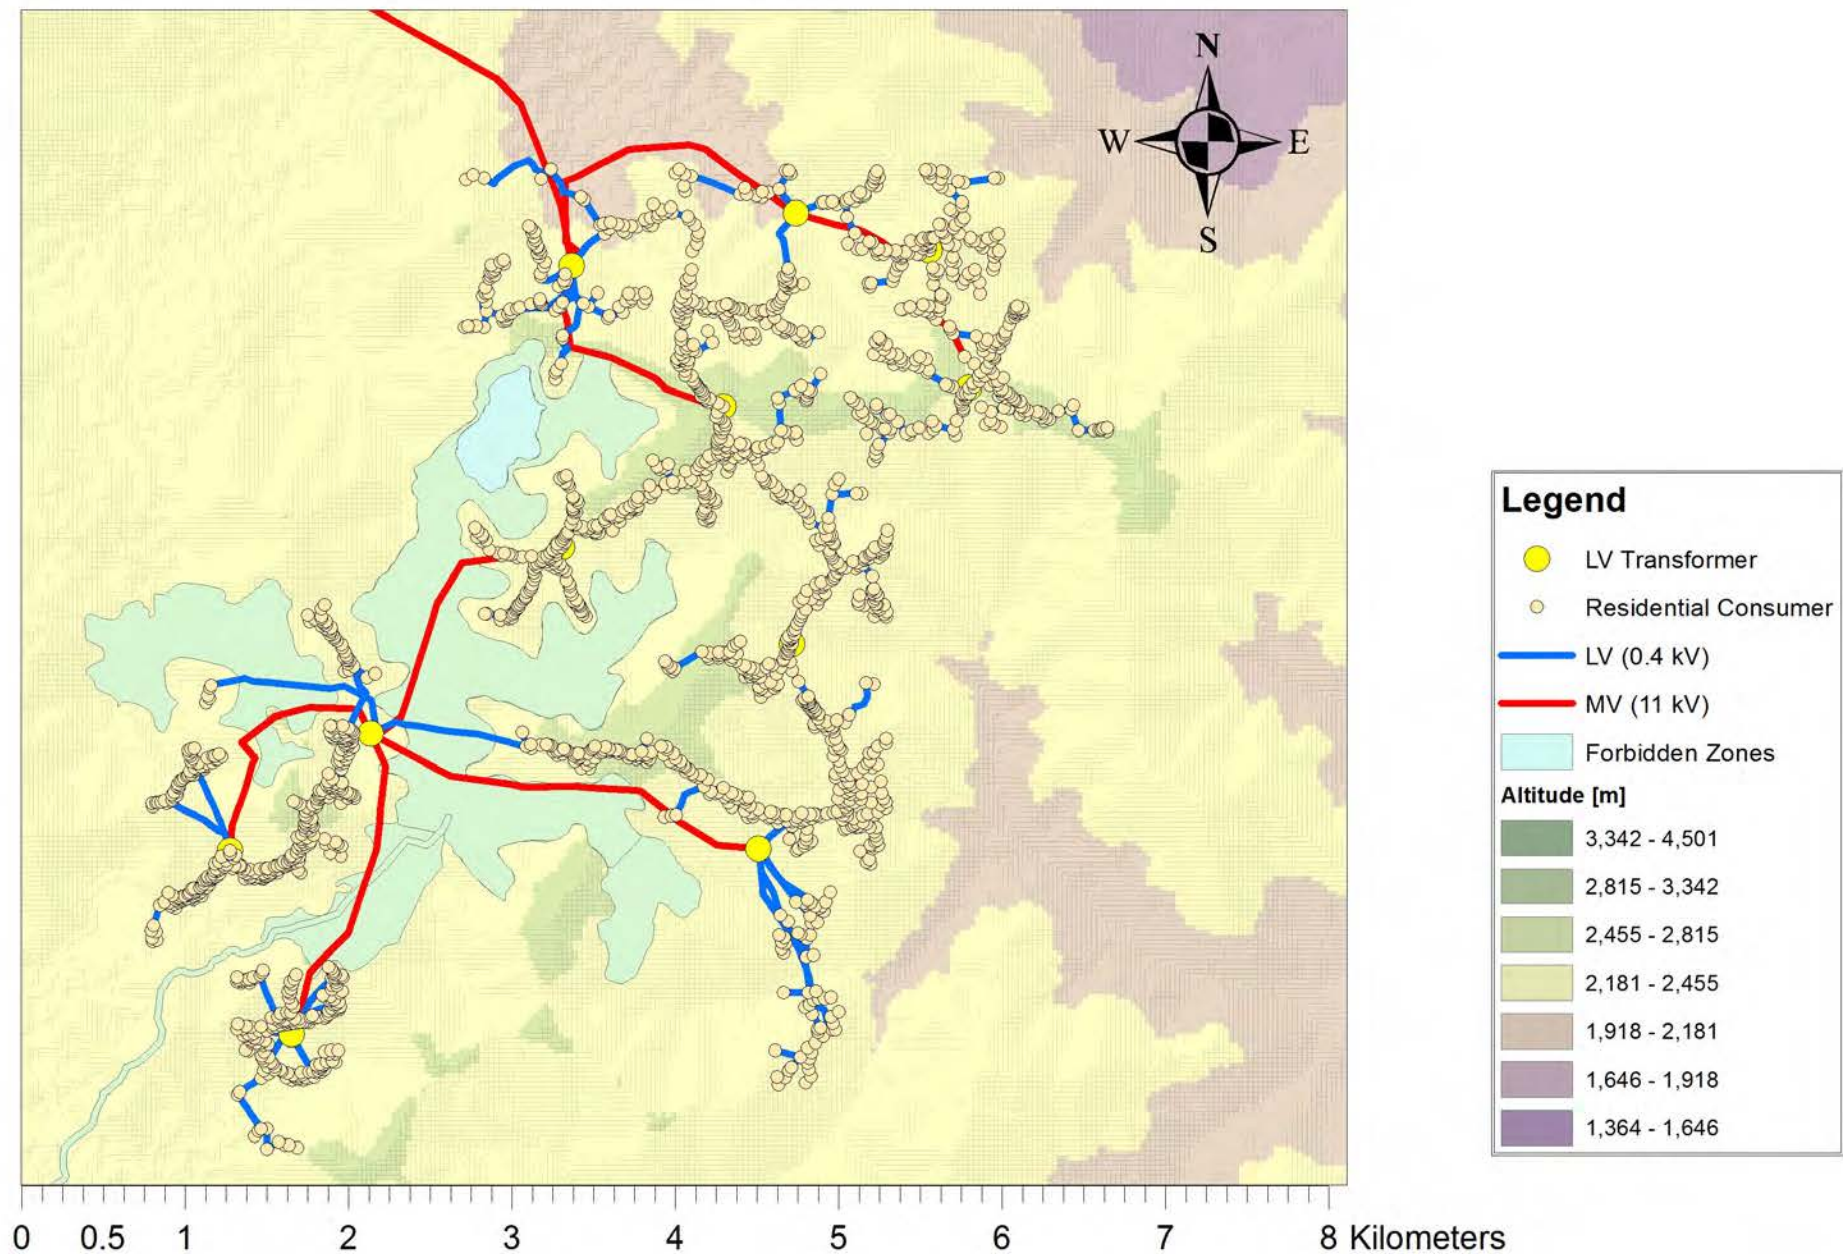 N
W E
S
Legend
LV Transformer
Residential Consumer
LV (0.4 kV)
MV (11 kV)
Forbidden Zones
Altitude [m]
3,342 - 4,501
2,815 - 3,342
2,455 - 2,815
2,181 - 2,455
1,918 - 2,181
1,646 - 1,918
1,364 - 1,646
0 0.5 1 2 3 4 5 6 7 8 Kilometers